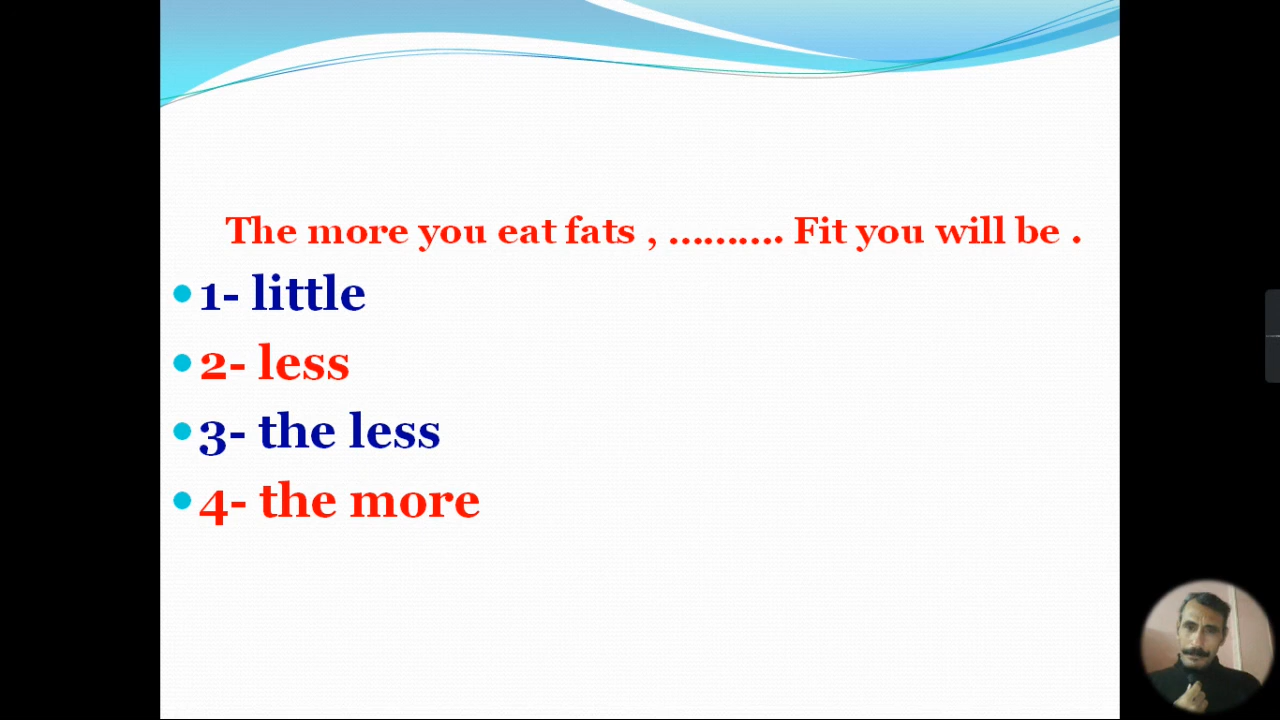 The more you eat fats , .......... Fit you will be .
1- little
2- less
3- the less
4- the more